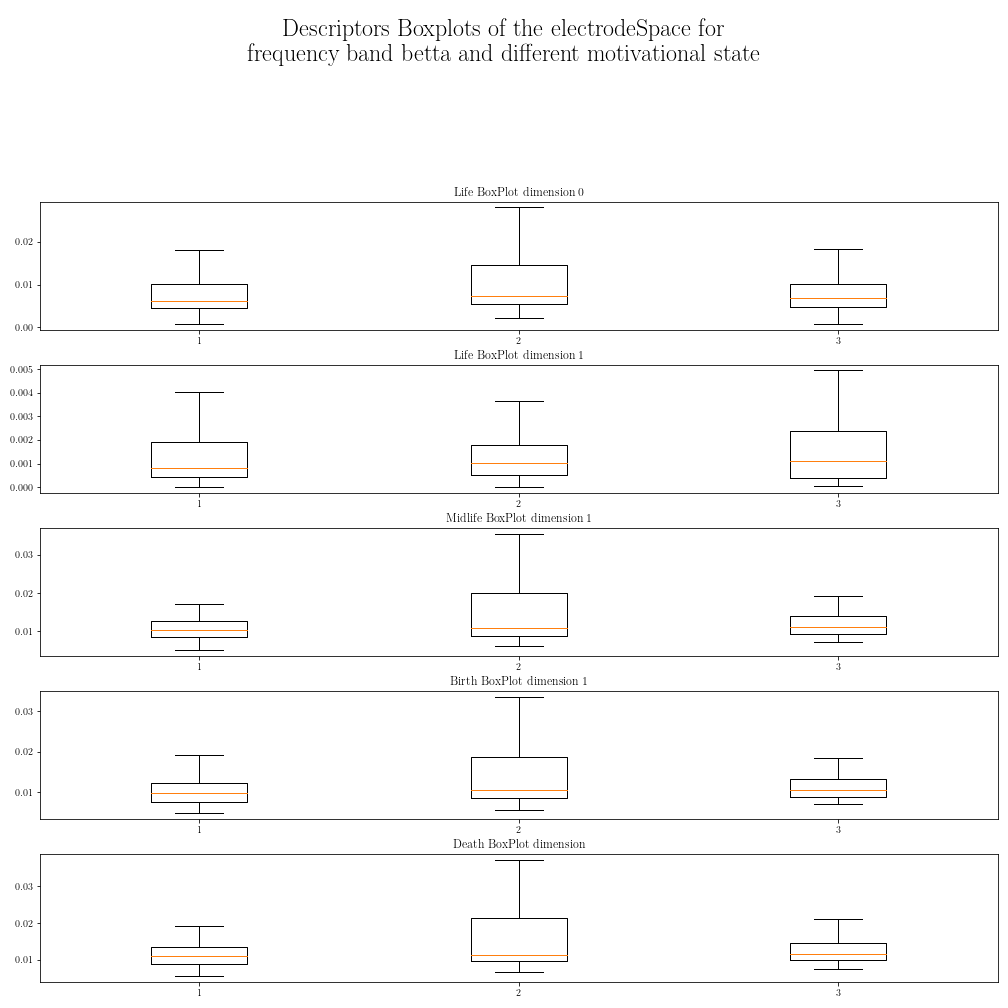 Descriptors Boxplots of the electrodeSpace for
frequency band betta and different motivational state
Life BoxPlot dimension 0
0.02
0.01
0.00
1 2 3
Life BoxPlot dimension 1
0.005
0.004
0.003
0.002
0.001
0.000
1 2 3
Midlife BoxPlot dimension 1
0.03
0.02
0.01
1 2 3
Birth BoxPlot dimension 1
0.03
0.02
0.01
1 2 3
Death BoxPlot dimension
0.03
0.02
0.01
1 2 3